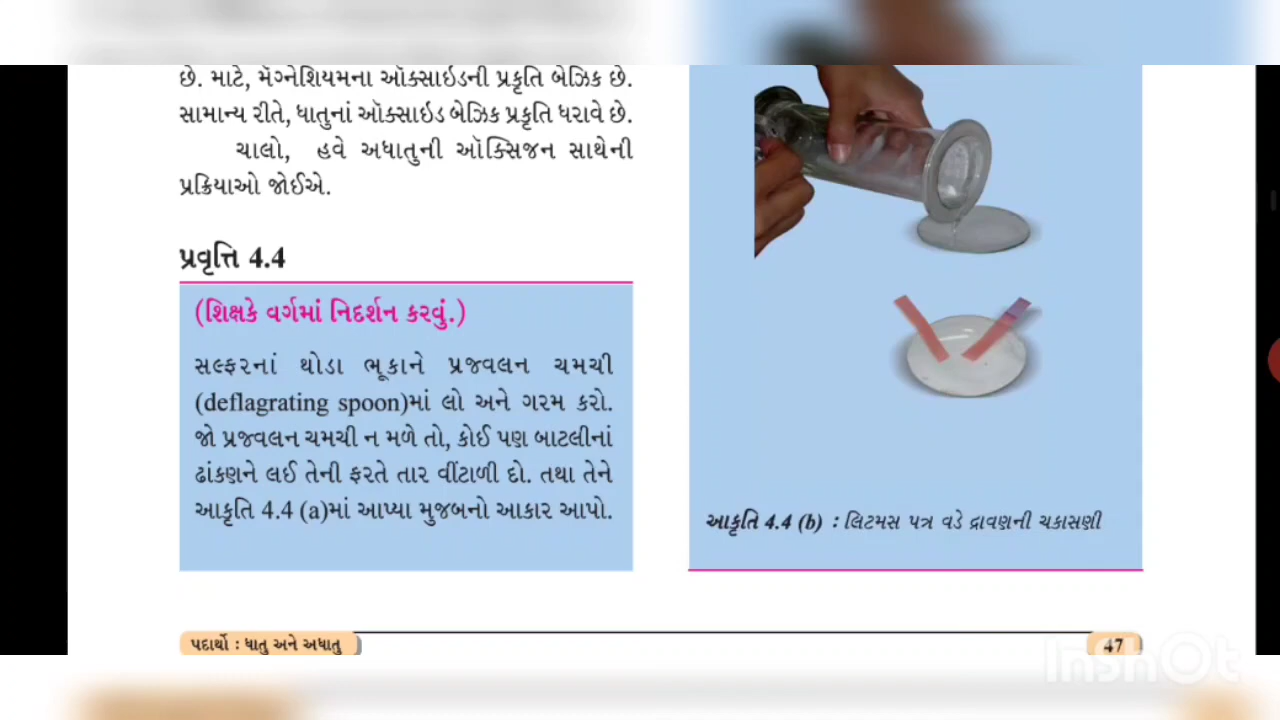 છે. માટે, મૅગ્નેશિયમના ઑક્સાઇડની પ્રકૃતિ બેઝિક છે.
સામાન્ય રીતે, ધાતુનાં ઑક્સાઇડ બેઝિક પ્રકૃતિ ધરાવે છે.
ચાલો, હવે અધાતુની ઑક્સિજન સાથેની
પ્રક્રિયાઓ જોઈએ.
પ્રવૃત્તિ 4.4
(શિક્ષકે વર્ગમાં નિદર્શન કરવું.)
સલ્ફરનાં થોડા ભૂકાને પ્રજ્વલન ચમચી
(deflagrating spoon)માં લો અને ગરમ કરો.
જો પ્રજ્વલન ચમચી ન મળે તો, કોઈ પણ બાટલીનાં
ઢાંકણને લઈ તેની ફરતે તાર વીંટાળી દો. તથા તેને
આકૃતિ 4.4 (a)માં આપ્યા મુજબનો આકાર આપો.
આકૃતિ 4.4 (b) : લિટમસ પત્ર વડે દ્રાવણની ચકાસણી
પદાર્થો : ધાતુ અને અધાતુ
47
InShOt